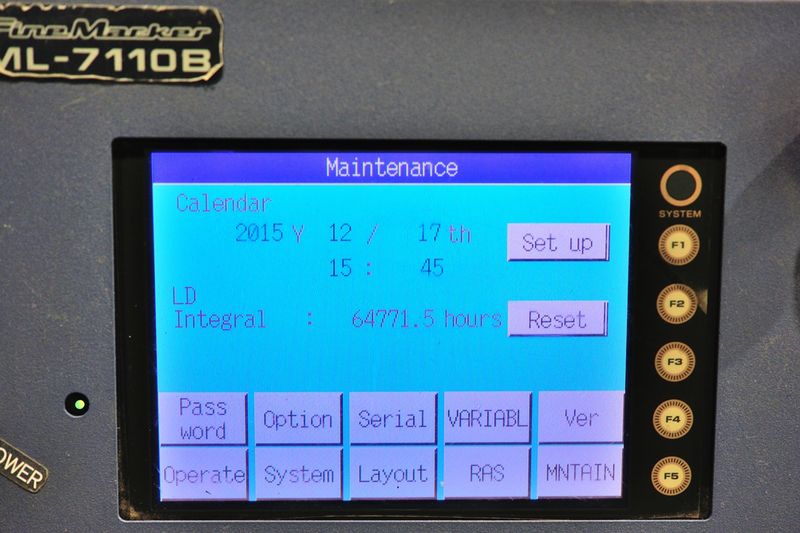 FineMarker
ML-7110B
Maintenance
Calendar
2015 Y 12 / 17 th
15 : 45
Set up
LD
Integral : 64771.5 hours
Reset
Pass word
Option
Serial
VARIABL
Ver
Operate
System
Layout
RAS
MNTAIN
SYSTEM
F1
F2
F3
F4
F5
OWER